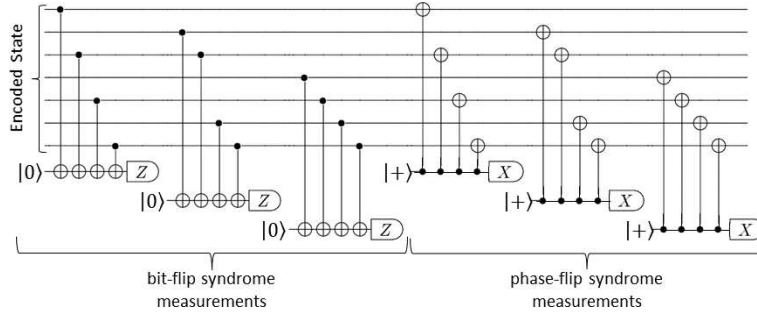 Encoded State
|0⟩ Z |+⟩ X
|0⟩ Z |+⟩ X
|0⟩ Z |+⟩ X
bit-flip syndrome
measurements
phase-flip syndrome
measurements